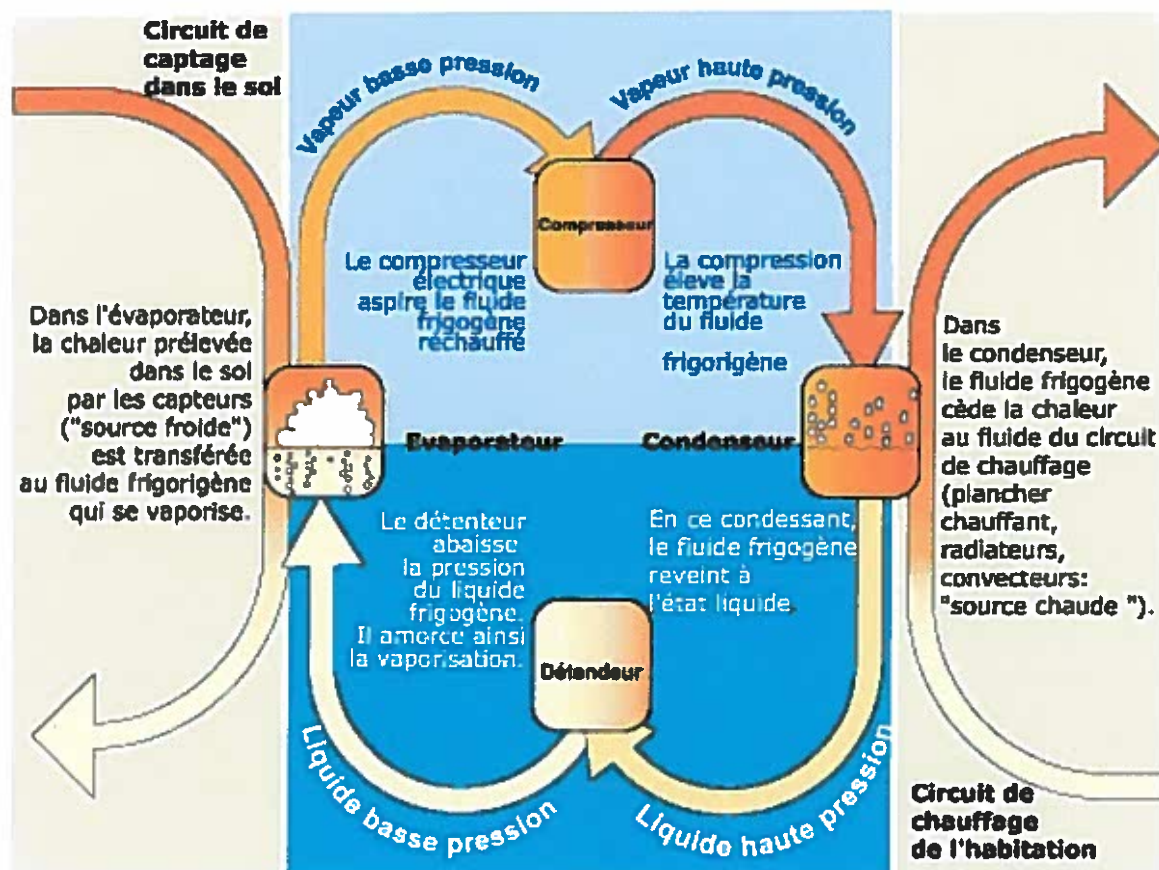 Circuit de
captage
dans le sol
Vapeur basse pression
Vapeur haute pression
Compresseur
Le compresseur
électrique
aspire le fluide
frigogène
réchauffé
La compression
élève la
température
du fluide
frigorigène
Dans l'évaporateur,
la chaleur prélevée
dans le sol
par les capteurs
("source froide")
est transférée
au fluide frigorigène
qui se vaporise.
Evaporateur
Condenseur
Dans
le condenseur,
le fluide frigogène
cède la chaleur
au fluide du circuit
de chauffage
(plancher
chauffant,
radiateurs,
convecteurs:
"source chaude ").
Le détenteur
abaisse
la pression
du liquide
frigogène.
Il amorce ainsi
la vaporisation.
En ce condessant,
le fluide frigogène
reveint à
l'état liquide.
Détendeur
Liquide basse pression
Liquide haute pression
Circuit de
chauffage
de l'habitation